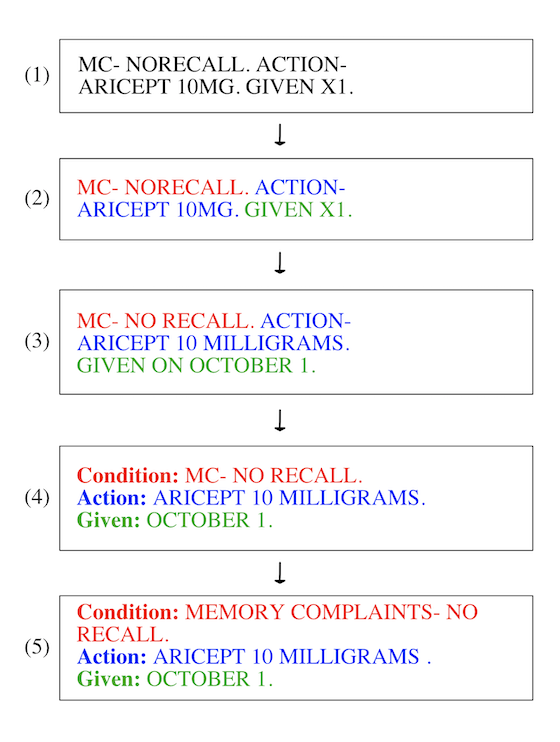 (1)
MC- NORECALL. ACTION-
ARICEPT 10MG. GIVEN X1.
(2)
MC- NORECALL. ACTION-
ARICEPT 10MG. GIVEN X1.
(3)
MC- NO RECALL. ACTION-
ARICEPT 10 MILLIGRAMS.
GIVEN ON OCTOBER 1.
(4)
Condition: MC- NO RECALL.
Action: ARICEPT 10 MILLIGRAMS.
Given: OCTOBER 1.
(5)
Condition: MEMORY COMPLAINTS- NO
RECALL.
Action: ARICEPT 10 MILLIGRAMS .
Given: OCTOBER 1.